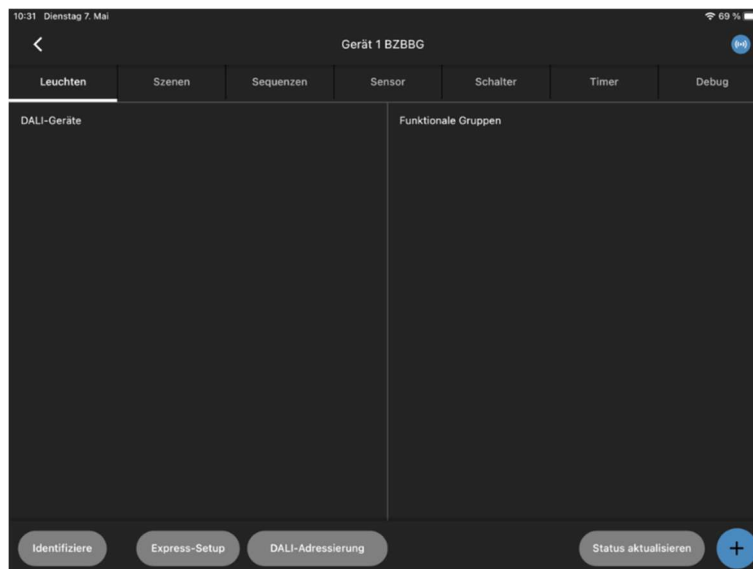 10:31 Dienstag 7. Mai 69 %
Gerät 1 BZBBG
Leuchten Szenen Sequenzen Sensor Schalter Timer Debug
DALI-Geräte Funktionale Gruppen
Identifiziere Express-Setup DALI-Adressierung Status aktualisieren +